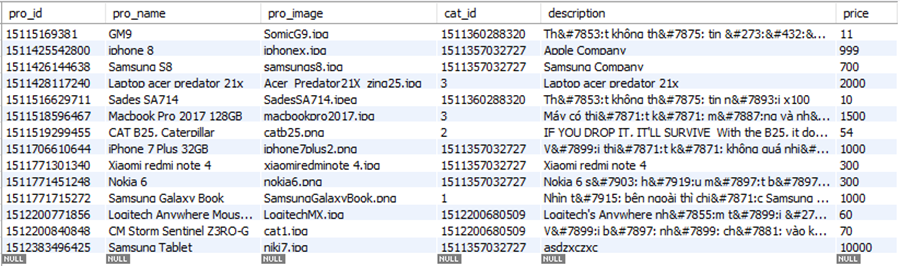 pro_id pro_name pro_image cat_id description price
15115169381 GM9 SomicG9.jpg 1511360288320 Th&#7853;t không th&#7875; tin &#273;&#432;&... 11
1511425542800 iphone 8 iphonex.jpg 1511357032727 Apple Company 999
1511426144638 Samsung S8 samsungs8.jpg 1511357032727 Samsung Company 700
1511428117240 Laptop acer predator 21x Acer_Predator21X_zing25.jpg 3 Laptop acer predator 21x 2000
1511516629711 Sades SA714 SadesSA714.jpeg 1511360288320 Th&#7853;t không th&#7875; tin n&#7893;i x100 10
1511518596467 Macbook Pro 2017 128GB macbookpro2017.jpg 3 Máy có thi&#7871;t k&#7871; m&#887;ng và nh&... 1500
1511519299455 CAT B25. Caterpillar catb25.png 2 IF YOU DROP IT. IT'LL SURVIVE With the B25. it do... 54
1511706610644 iPhone 7 Plus 32GB iphone7plus2.png 1511357032727 V&#7899;i thi&#7871;t k&#7871; không quá nhi&... 1000
1511771301340 Xiaomi redmi note 4 xiaomiredminote 4.jpg 1511357032727 Xiaomi redmi note 4 300
1511771451248 Nokia 6 nokia6.png 1511357032727 Nokia 6 s&#7903; h&#7919;u m&#7897;t b&#7... 300
1511771715272 Samsung Galaxy Book SamsungGalaxyBook.png 1 Nhìn t&#7915; bên ngoài thì chi&#7871;c Samsung ... 1000
1512200771856 Logitech Anywhere Mous... LogitechMX.jpg 1512200680509 Logitech's Anywhere nh&#7855;m t&#7899;i &#27... 60
1512200840848 CM Storm Sentinel Z3RO-G cat1.jpg 1512200680509 V&#7899;i b&#7897; nh&#7899; ch&#7881; vào k... 70
1512383496425 Samsung Tablet niki7.jpg 1511357032727 asdzxczxc 10000
NULL NULL NULL NULL NULL NULL